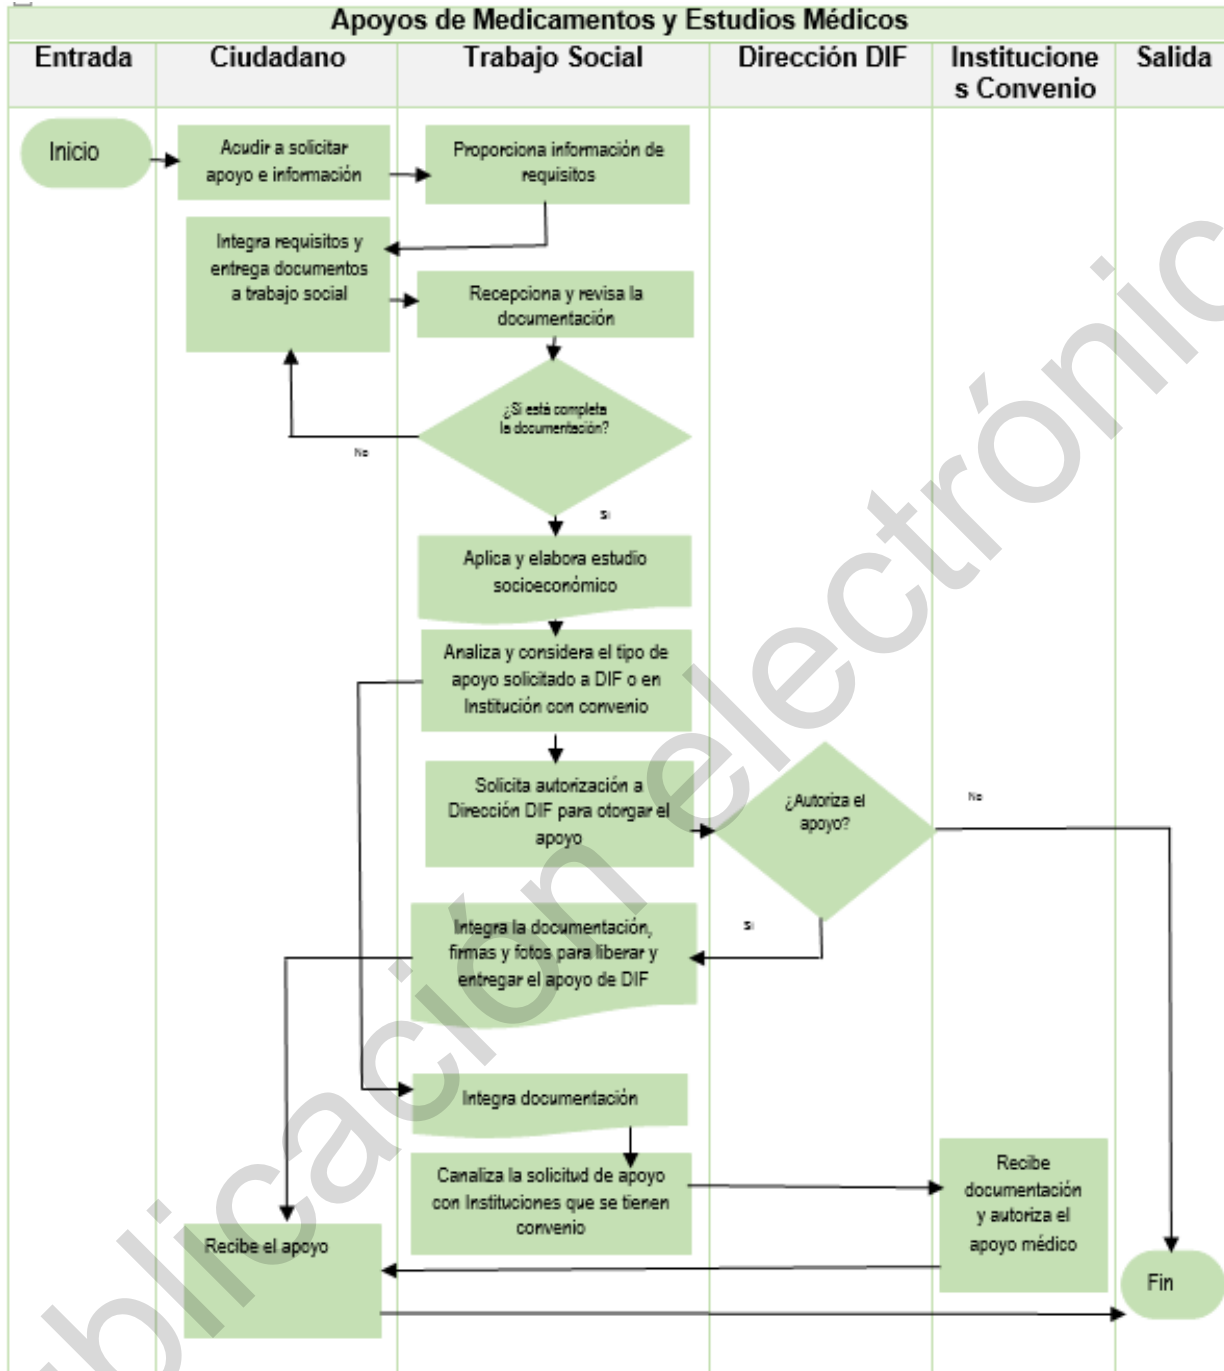 Apoyos de Medicamentos y Estudios Médicos
Entrada
Ciudadano
Trabajo Social
Dirección DIF
Institucione
s Convenio
Salida
Inicio
Acudir a solicitar
apoyo e información
Proporciona información de
requisitos
Integra requisitos y
entrega documentos
a trabajo social
Recepciona y revisa la
documentación
¿Si está completa
la documentación?
No
Si
Aplica y elabora estudio
socioeconómico
Analiza y considera el tipo de
apoyo solicitado a DIF o en
Institución con convenio
Solicita autorización a
Dirección DIF para otorgar el
apoyo
¿Autoriza el
apoyo?
No
Si
Integra la documentación,
firmas y fotos para liberar y
entregar el apoyo de DIF
Integra documentación
Canaliza la solicitud de apoyo
con Instituciones que se tienen
convenio
Recibe
documentación
y autoriza el
apoyo médico
Recibe el apoyo
Fin
ublicación electrónic